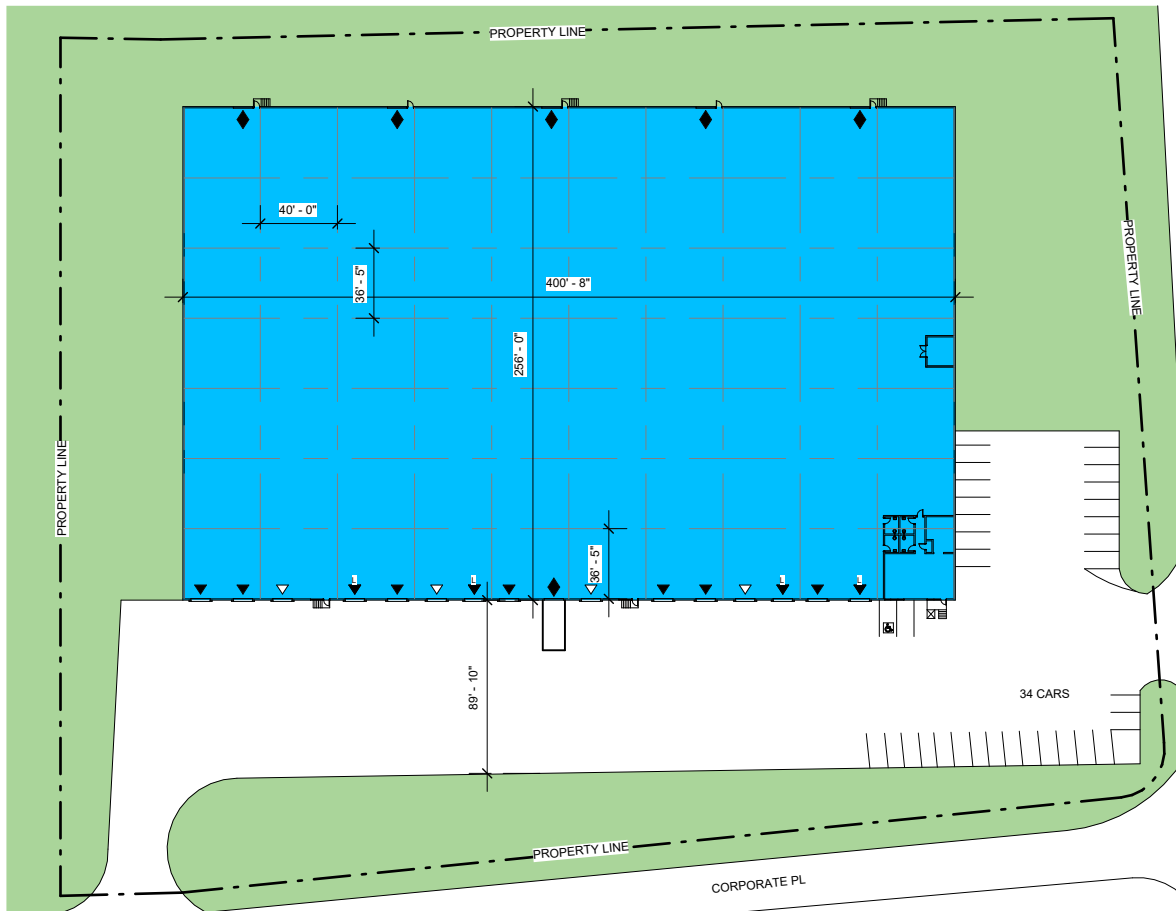 PROPERTY LINE
40' - 0"
36' - 5"
400' - 8"
256' - 0"
PROPERTY LINE
PROPERTY LINE
36' - 5"
89' - 10"
34 CARS
PROPERTY LINE
CORPORATE PL